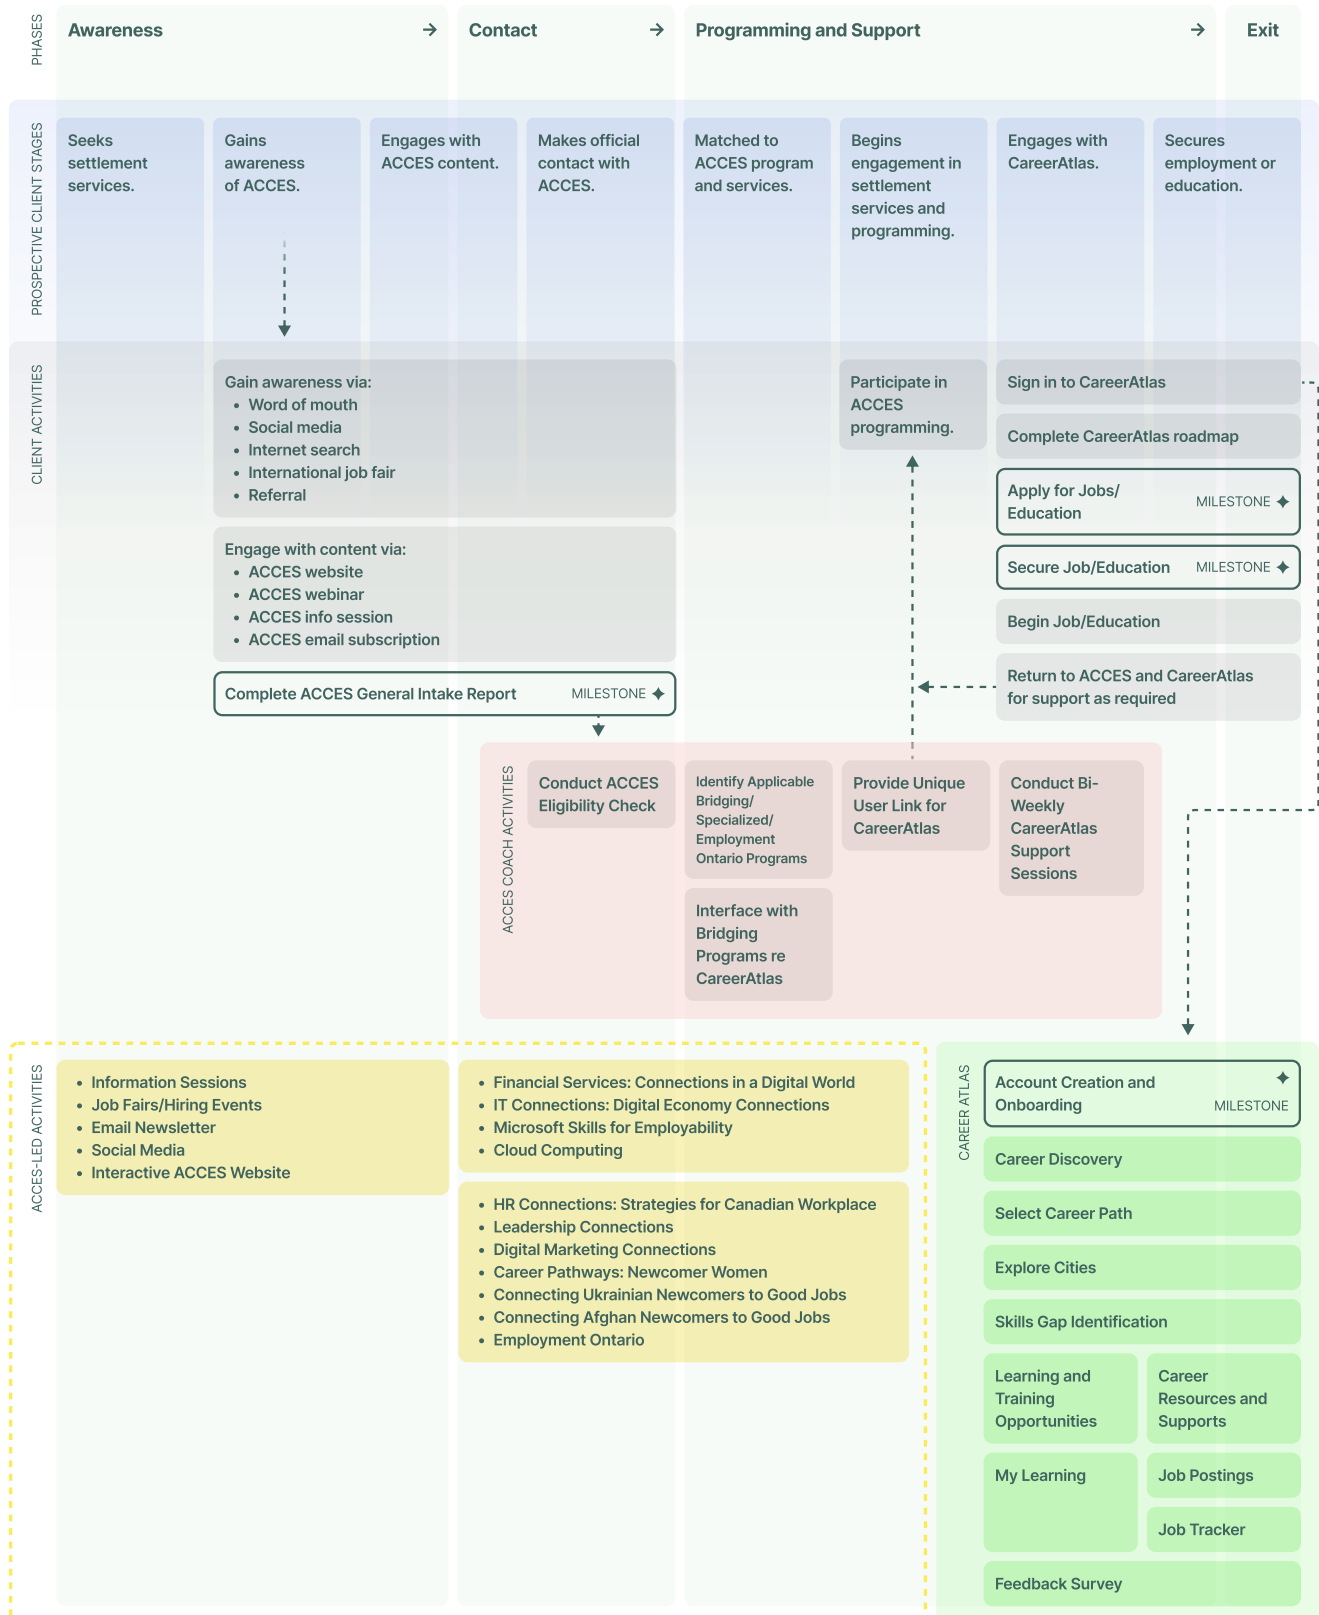 PHASES
Awareness →
Contact →
Programming and Support →
Exit
PROSPECTIVE CLIENT STAGES
Seeks
settlement
services.
Gains
awareness
of ACCES.
Engages with
ACCES content.
Makes official
contact with
ACCES.
Matched to
ACCES program
and services.
Begins
engagement in
settlement
services and
programming.
Engages with
CareerAtlas.
Secures
employment or
education.
CLIENT ACTIVITIES
Gain awareness via:
• Word of mouth
• Social media
• Internet search
• International job fair
• Referral
Engage with content via:
• ACCES website
• ACCES webinar
• ACCES info session
• ACCES email subscription
Complete ACCES General Intake Report MILESTONE
Participate in
ACCES
programming.
Sign in to CareerAtlas
Complete CareerAtlas roadmap
Apply for Jobs/
Education
MILESTONE
Secure Job/Education MILESTONE
Begin Job/Education
Return to ACCES and CareerAtlas
for support as required
ACCES COACH ACTIVITIES
Conduct ACCES
Eligibility Check
Identify Applicable
Bridging/
Specialized/
Employment
Ontario Programs
Interface with
Bridging
Programs re
CareerAtlas
Provide Unique
User Link for
CareerAtlas
Conduct Bi-
Weekly
CareerAtlas
Support
Sessions
ACCES-LED ACTIVITIES
• Information Sessions
• Job Fairs/Hiring Events
• Email Newsletter
• Social Media
• Interactive ACCES Website
• Financial Services: Connections in a Digital World
• IT Connections: Digital Economy Connections
• Microsoft Skills for Employability
• Cloud Computing
• HR Connections: Strategies for Canadian Workplace
• Leadership Connections
• Digital Marketing Connections
• Career Pathways: Newcomer Women
• Connecting Ukrainian Newcomers to Good Jobs
• Connecting Afghan Newcomers to Good Jobs
• Employment Ontario
CAREER ATLAS
Account Creation and
Onboarding
MILESTONE
Career Discovery
Select Career Path
Explore Cities
Skills Gap Identification
Learning and
Training
Opportunities
Career
Resources and
Supports
My Learning
Job Postings
Job Tracker
Feedback Survey